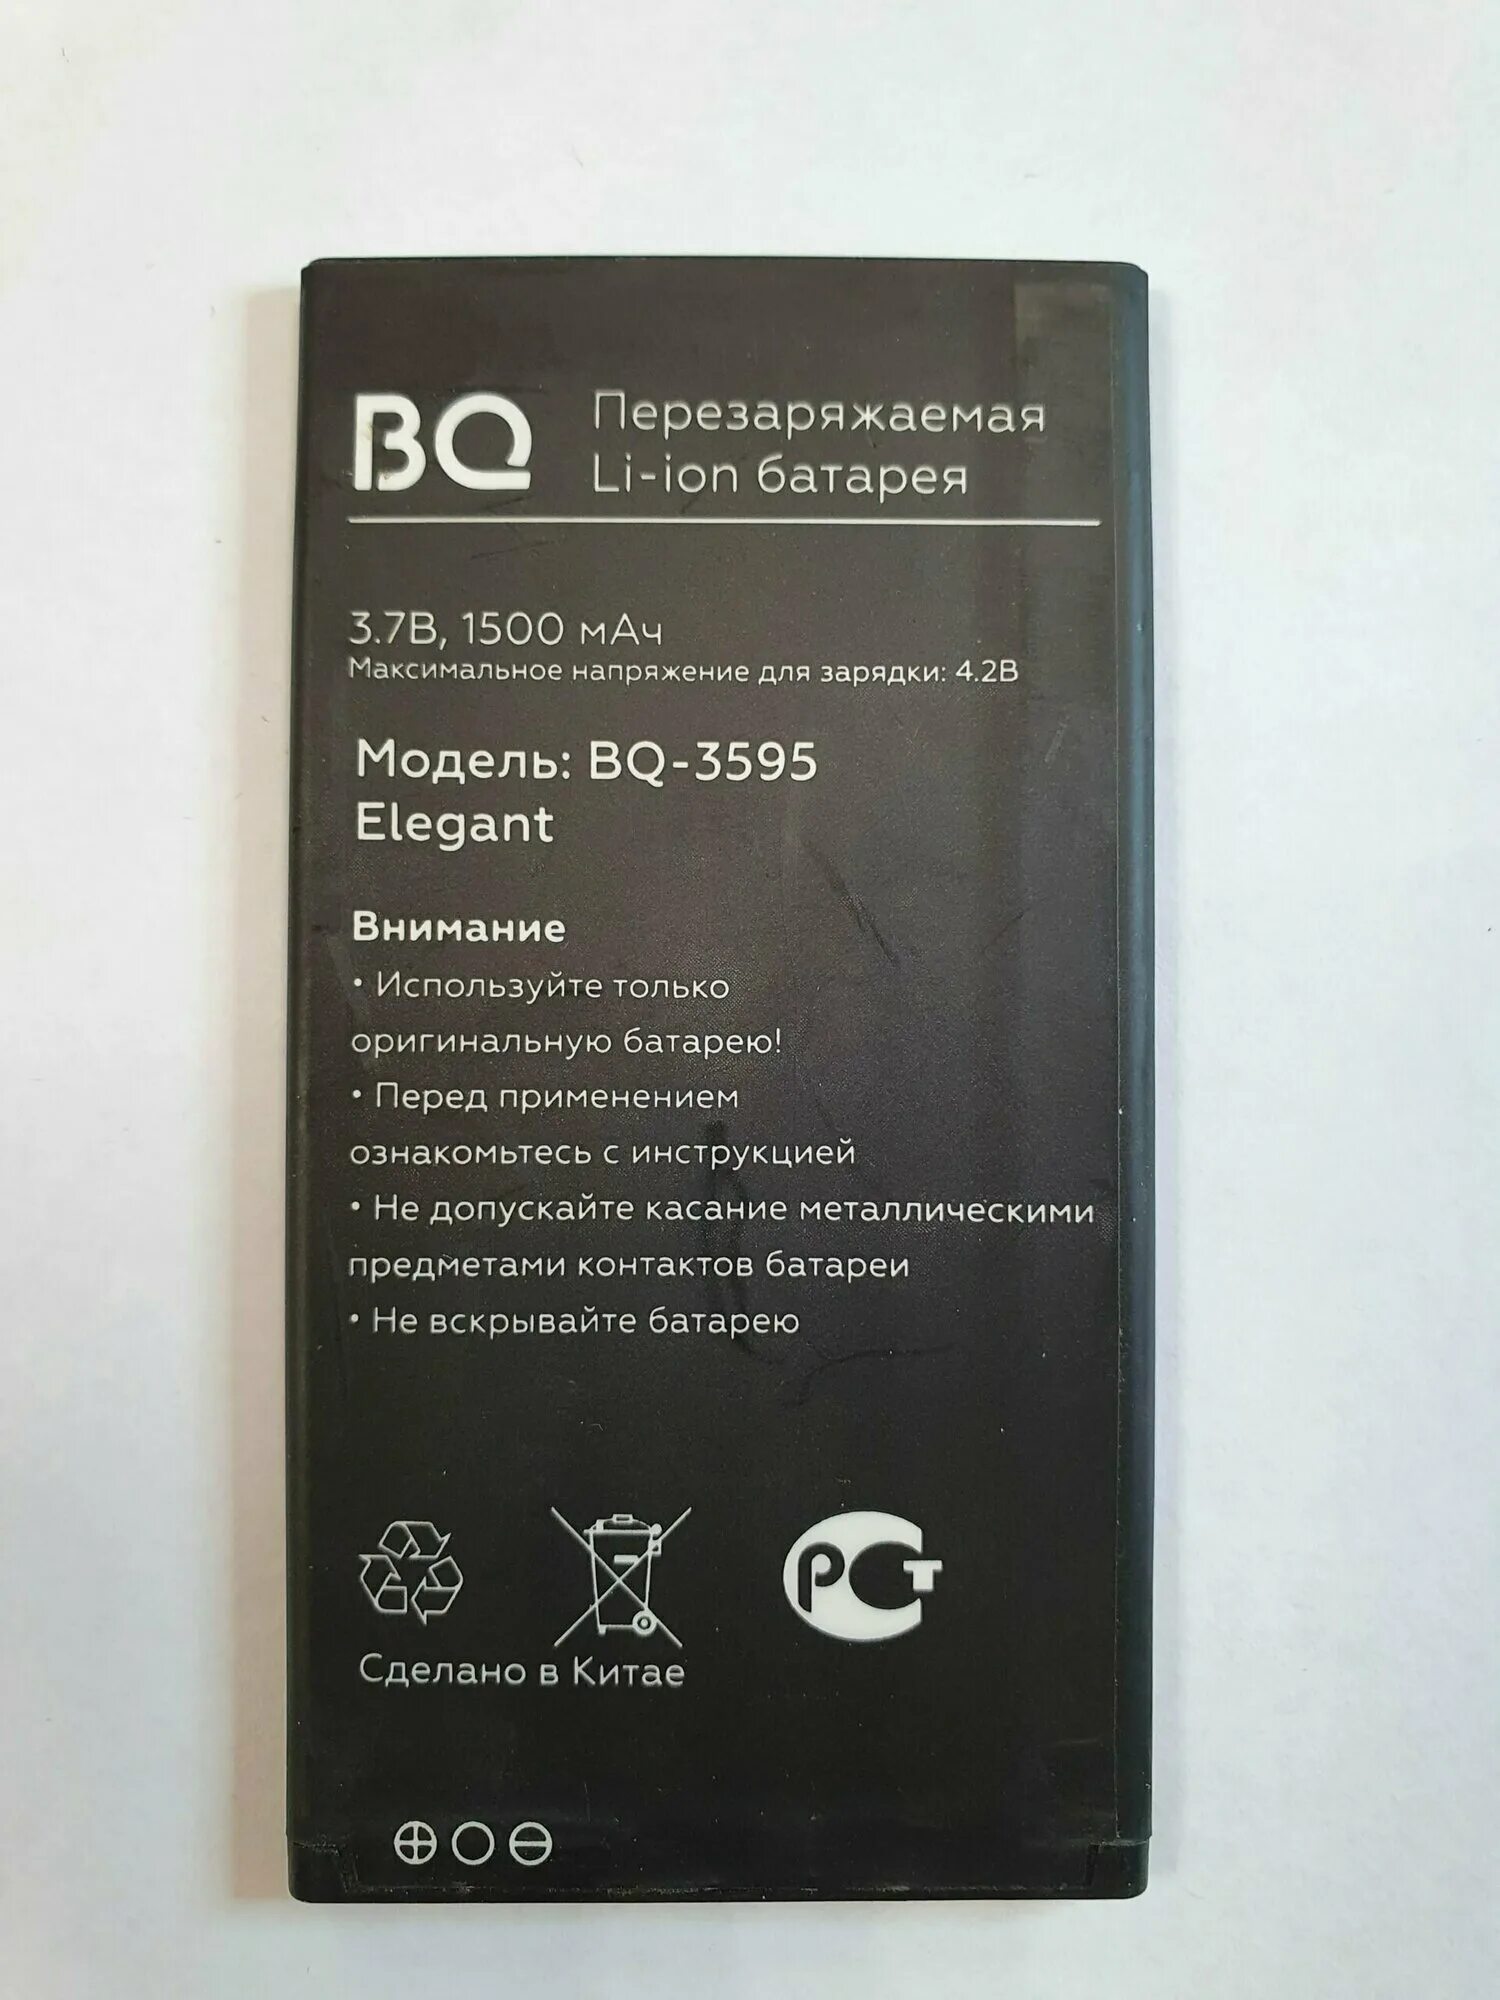 BQ Перезаряжаемая
Li-ion батарея
3.7В, 1500 мАч
Максимальное напряжение для зарядки: 4.2В
Модель: BQ-3595
Elegant
Внимание
• Используйте только
оригинальную батарею!
• Перед применением
ознакомьтесь с инструкцией
• Не допускайте касание металлическими
предметами контактов батареи
• Не вскрывайте батарею
РСТ
Сделано в Китае